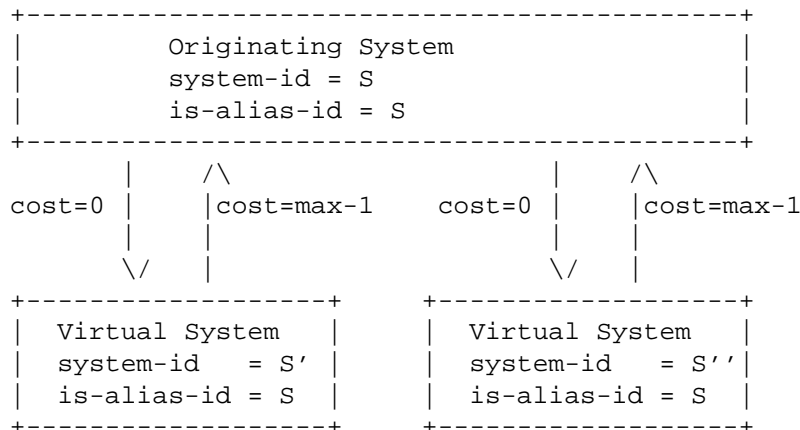 Originating System
system-id = S
is-alias-id = S
cost=0 cost=max-1 cost=0 cost=max-1
Virtual System Virtual System
system-id = S' system-id = S''
is-alias-id = S is-alias-id = S